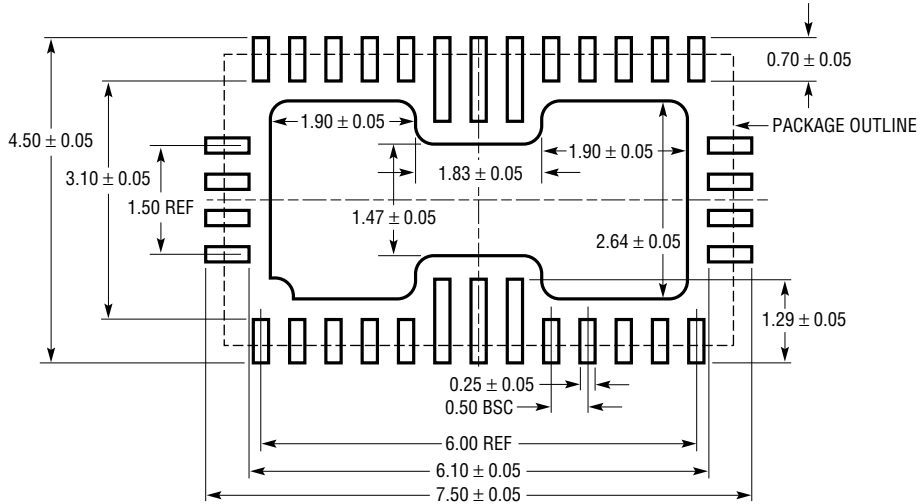 0.70 ± 0.05
PACKAGE OUTLINE
1.90 ± 0.05
4.50 ± 0.05
1.90 ± 0.05
1.83 ± 0.05
3.10 ± 0.05
1.50 REF
1.47 ± 0.05
2.64 ± 0.05
1.29 ± 0.05
0.25 ± 0.05
0.50 BSC
6.00 REF
6.10 ± 0.05
7.50 ± 0.05